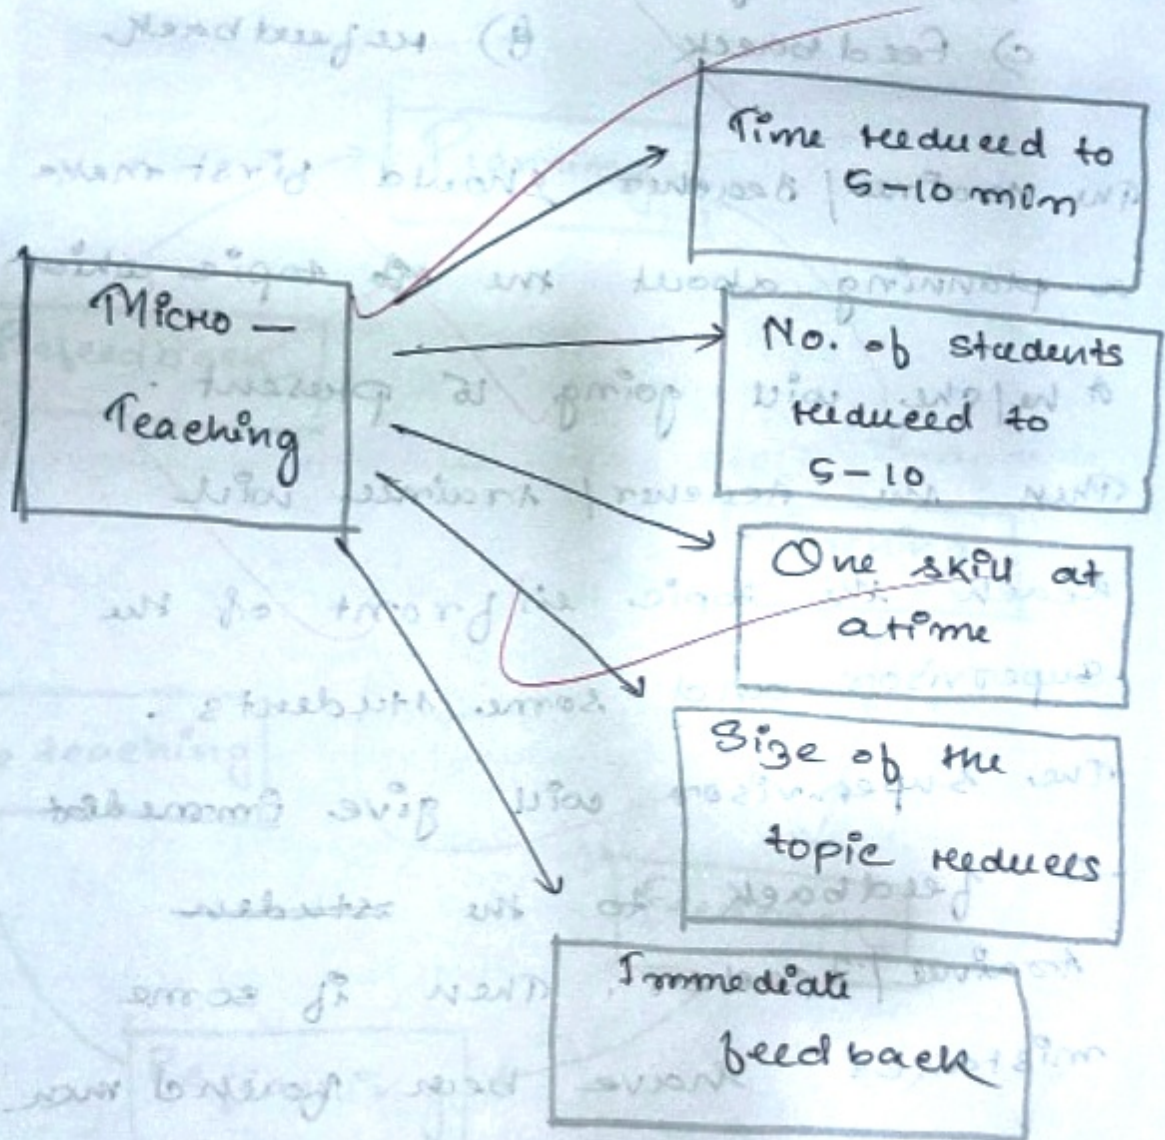 Micro –
Teaching
Time reduced to
5-10 min
No. of students
reduced to
5-10
One skill at
atime
Size of the
topic reduces
Immediate
feedback